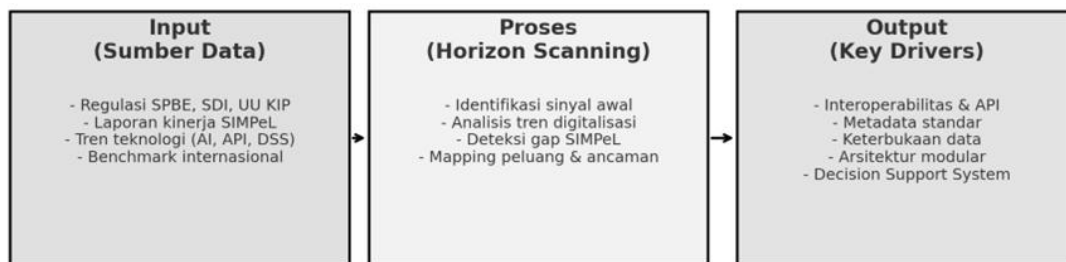 Input
(Sumber Data)
- Regulasi SPBE, SDI, UU KIP
- Laporan kinerja SIMPeL
- Tren teknologi (AI, API, DSS)
- Benchmark internasional
Proses
(Horizon Scanning)
- Identifikasi sinyal awal
- Analisis tren digitalisasi
- Deteksi gap SIMPeL
- Mapping peluang & ancaman
Output
(Key Drivers)
- Interoperabilitas & API
- Metadata standar
- Keterbukaan data
- Arsitektur modular
- Decision Support System